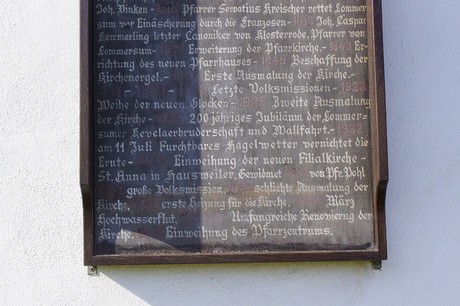 Joh. Dinken - Pfarrer Servatius Kreischer rettet Lommer
sum vor Einäscherung durch die Franzosen - Joh. Caspar
Lemmerling letzter Canoniker von Klosterrode, Pfarrer von
Lommersum - Erweiterung der Pfarrkirche - Er-
richtung des neuen Pfarrhauses - Beschaffung der
Kirchenorgel. - Erste Ausmalung der Kirche. -
- - Letzte Volksmissionen - 1923
Weihe der neuen Glocken - Zweite Ausmalung
der Kirche - 200 jähriges Jubiläum der Lommer-
sumer Kevelaerbruderschaft und Wallfahrt. - 1932
am 11 Juli Furchtbares Hagelwetter vernichtet die
Ernte - Einweihung der neuen Filialkirche -
St. Anna in Hausweiler, Gewidmet von Pfr. Pohl
große Volksmission schlichte Ausmalung der
Kirche. erste Heizung für die Kirche. März
Hochwasserflut. Umfangreiche Renovierung der
Kirche. Einweihung des Pfarrzentrums.